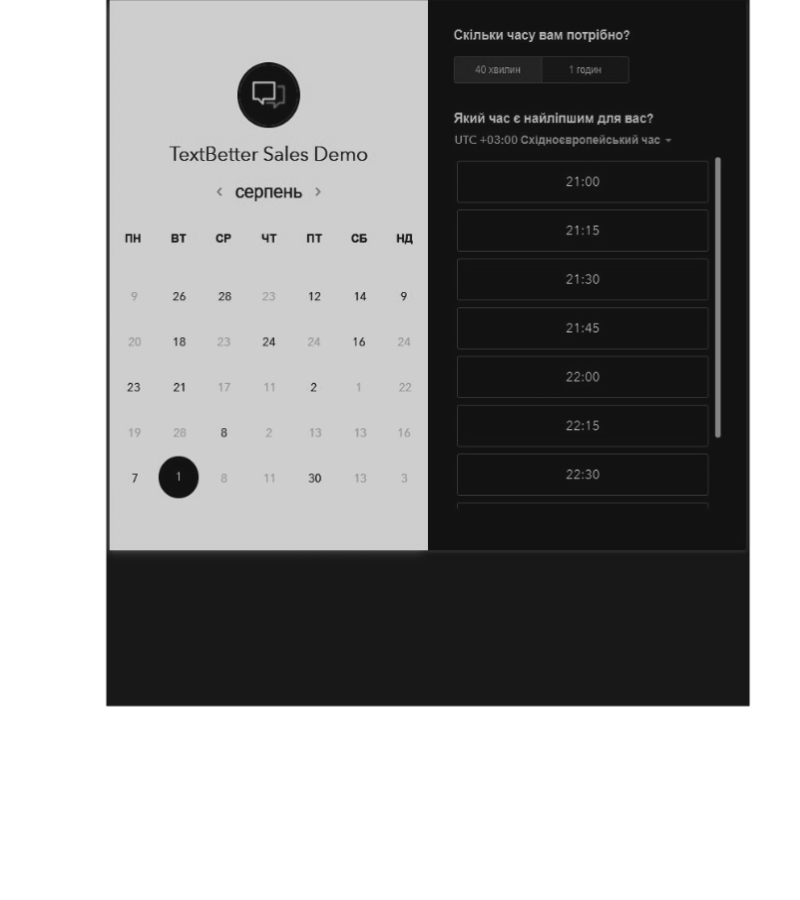 TextBetter Sales Demo
серпень
ПН ВТ СР ЧТ ПТ СБ НД
9 26 28 23 12 14 9
20 18 23 24 24 16 24
23 21 17 11 2 1 22
19 28 8 2 13 13 16
7 1 8 11 30 13 3
Скільки часу вам потрібно?
40 хвилин 1 годин
Який час є найліпшим для вас?
UTC +03:00 Східноєвропейський час
21:00
21:15
21:30
21:45
22:00
22:15
22:30